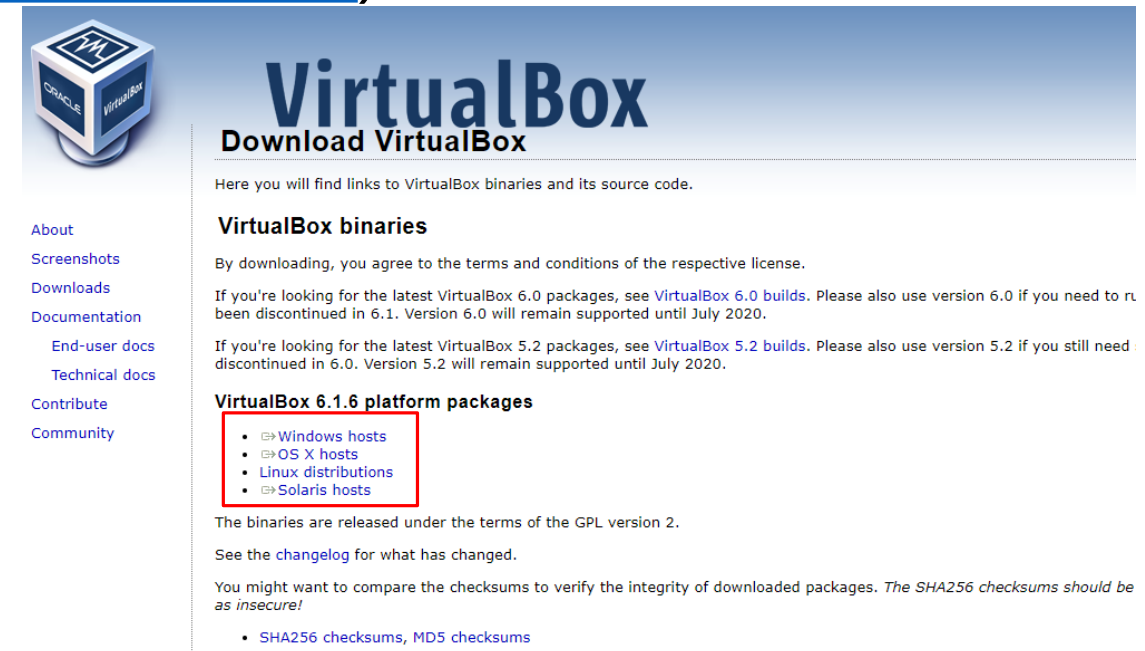 ORACLE
VirtualBox
VirtualBox
Download VirtualBox
Here you will find links to VirtualBox binaries and its source code.
About
Screenshots
Downloads
Documentation
End-user docs
Technical docs
Contribute
Community
VirtualBox binaries
By downloading, you agree to the terms and conditions of the respective license.
If you're looking for the latest VirtualBox 6.0 packages, see VirtualBox 6.0 builds. Please also use version 6.0 if you need to
been discontinued in 6.1. Version 6.0 will remain supported until July 2020.
If you're looking for the latest VirtualBox 5.2 packages, see VirtualBox 5.2 builds. Please also use version 5.2 if you still need
discontinued in 6.0. Version 5.2 will remain supported until July 2020.
VirtualBox 6.1.6 platform packages
Windows hosts
OS X hosts
Linux distributions
Solaris hosts
The binaries are released under the terms of the GPL version 2.
See the changelog for what has changed.
You might want to compare the checksums to verify the integrity of downloaded packages. The SHA256 checksums should be
as insecure!
SHA256 checksums, MD5 checksums